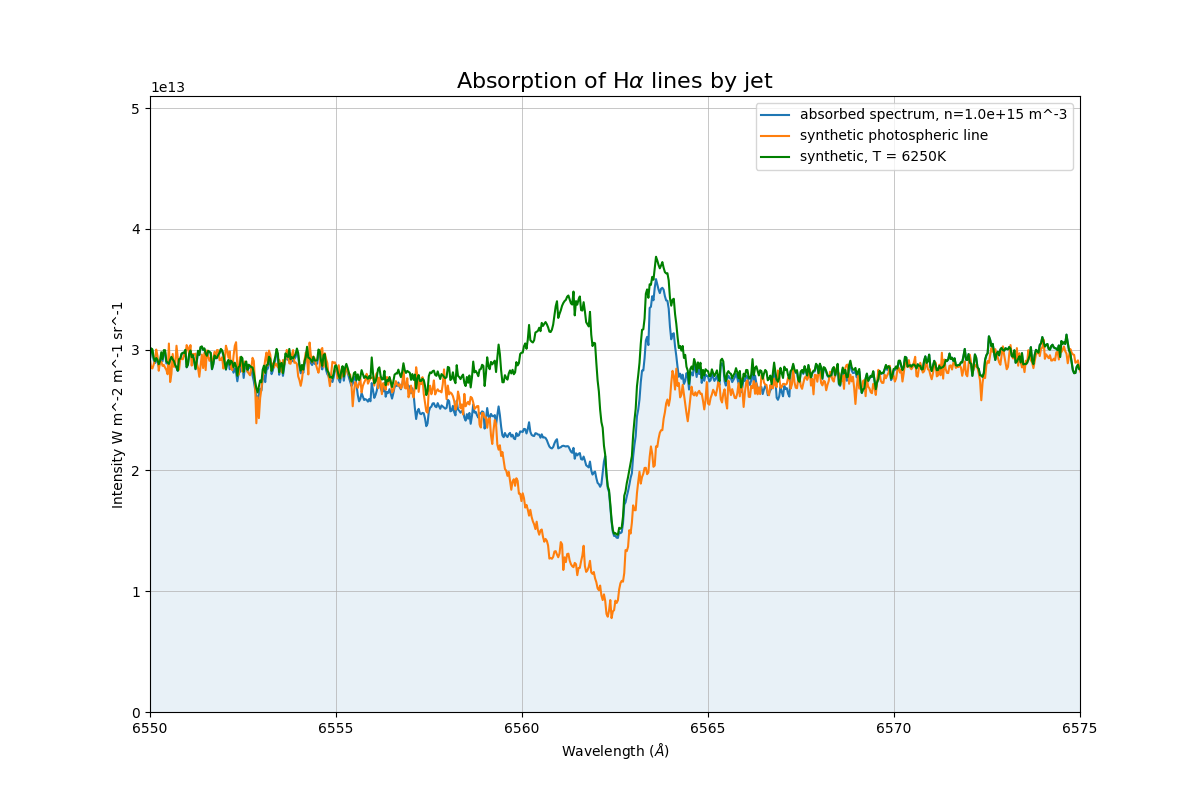 Absorption of Hα lines by jet
1e13
absorbed spectrum, n=1.0e+15 m^-3
synthetic photospheric line
synthetic, T = 6250K
5
4
3
2
1
0
Intensity W m^-2 m^-1 sr^-1
6550 6555 6560 6565 6570 6575
Wavelength (Å)